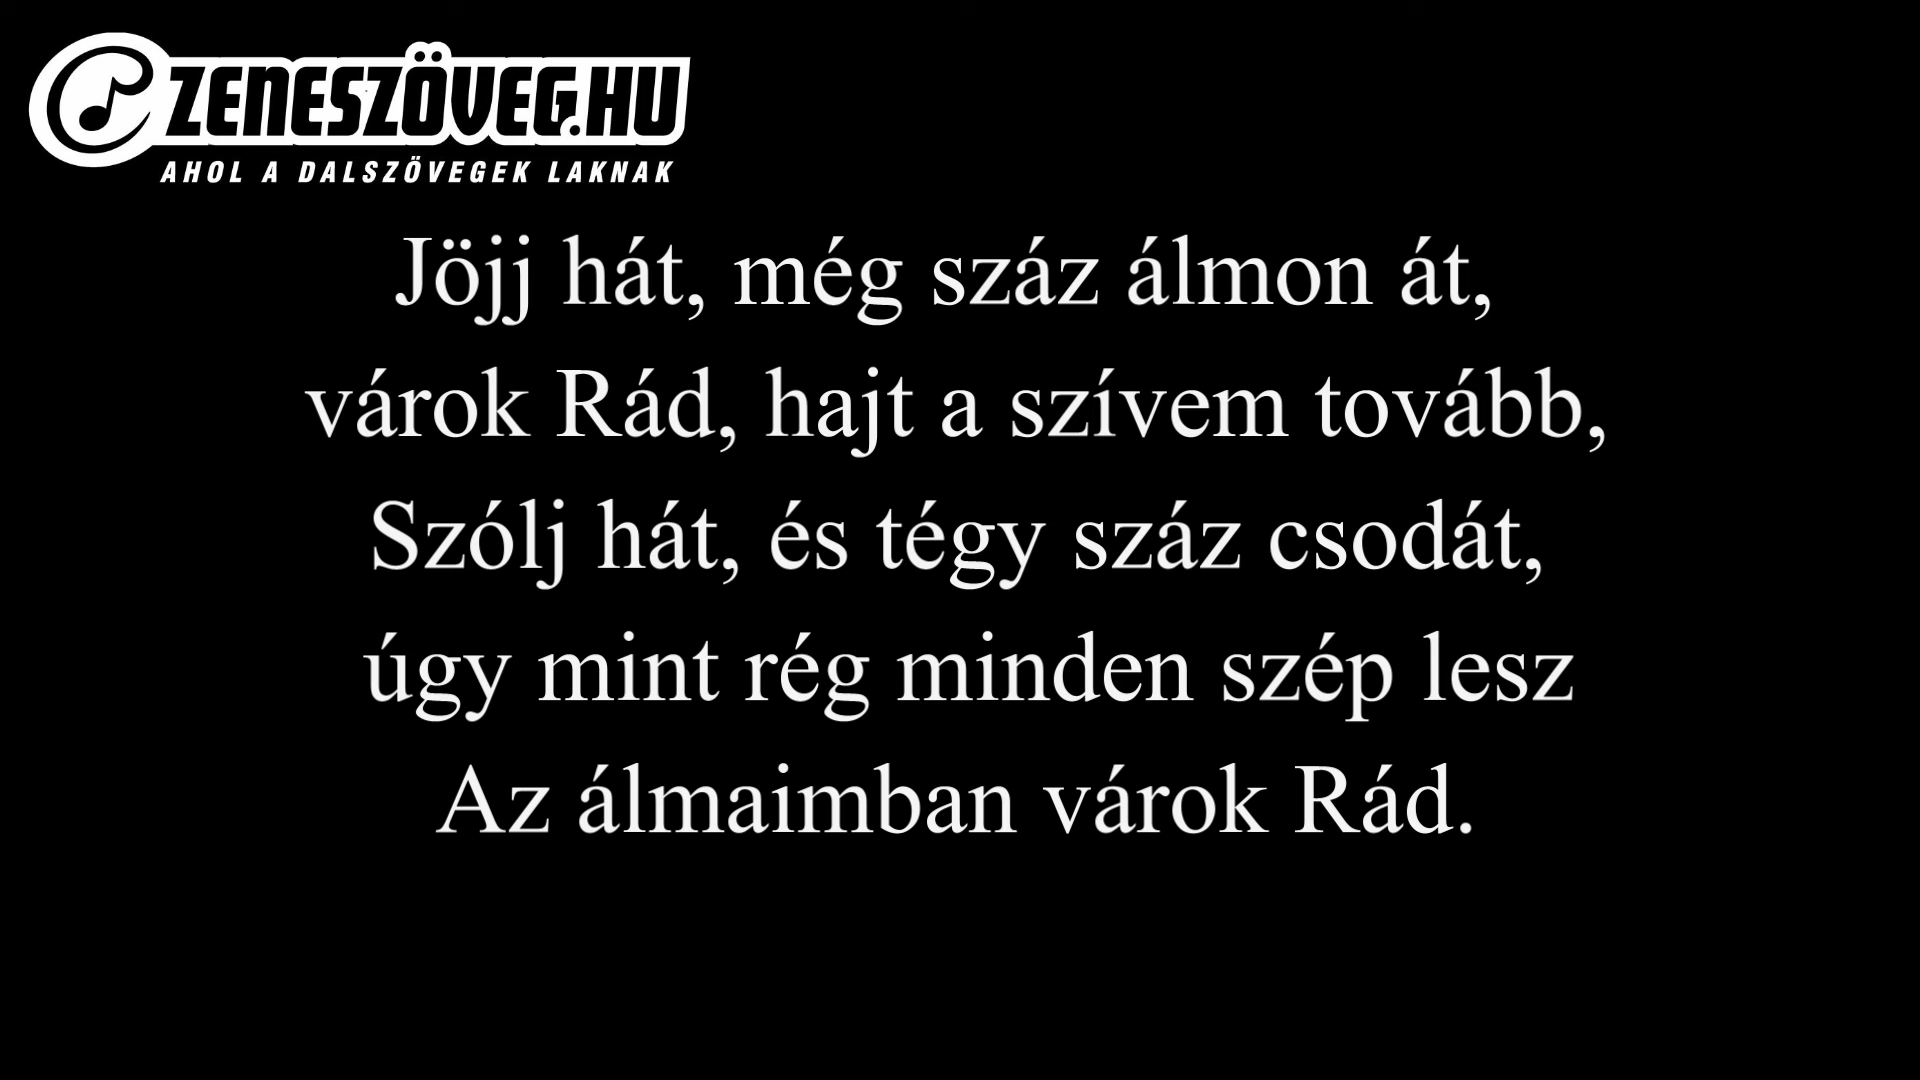 ZENESZÖVEG.HU
AHOL A DALSZÖVEGEK LAKNAK
Jöjj hát, még száz álmon át,
várok Rád, hajt a szívem tovább,
Szólj hát, és tégy száz csodát,
úgy mint rég minden szép lesz
Az álmaimban várok Rád.